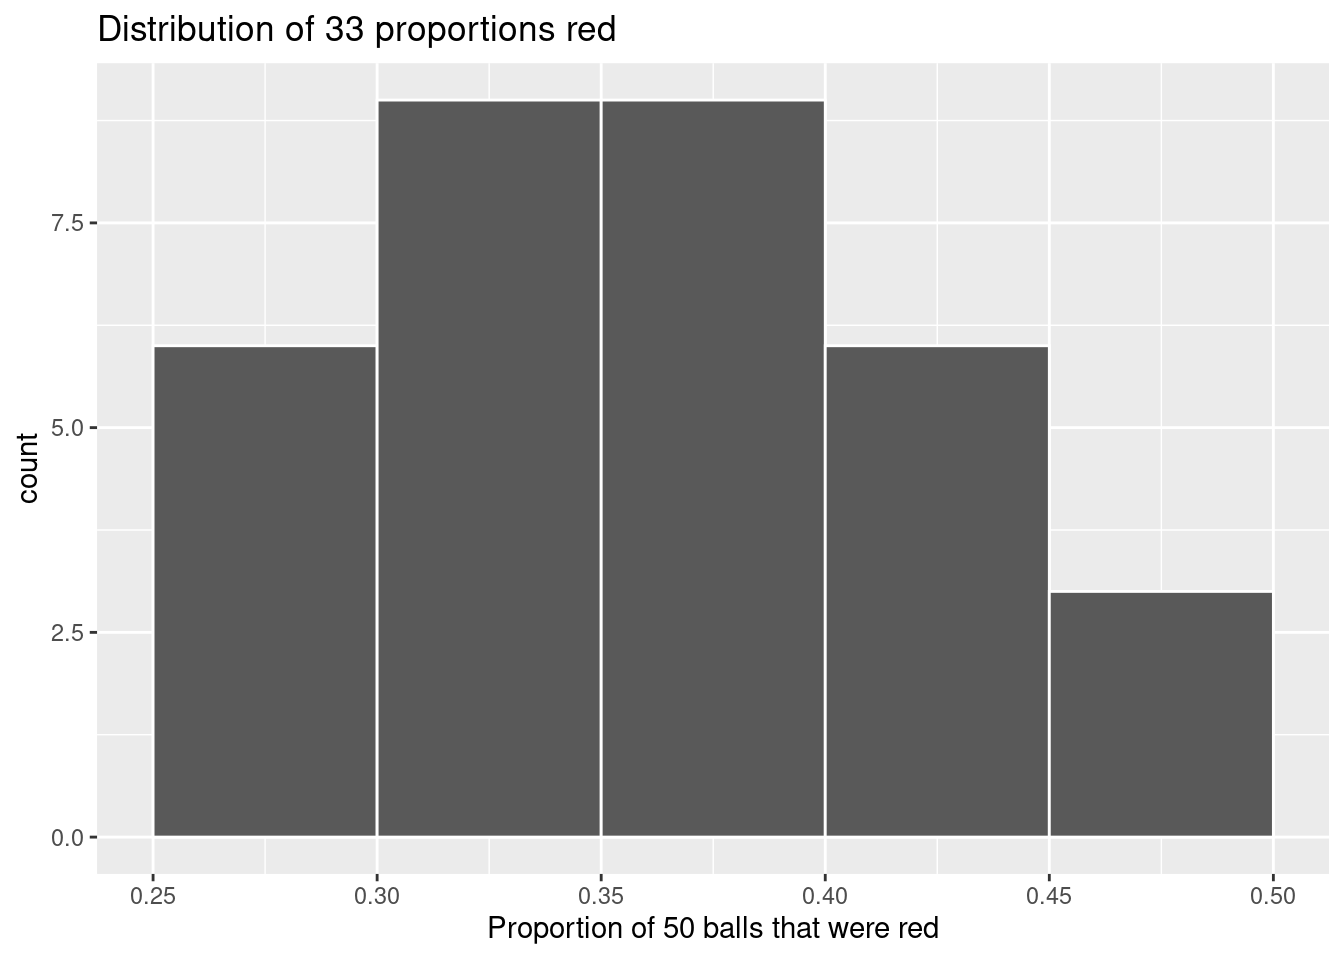 Distribution of 33 proportions red
7.5
5.0
2.5
0.0
count
0.25 0.30 0.35 0.40 0.45 0.50
Proportion of 50 balls that were red